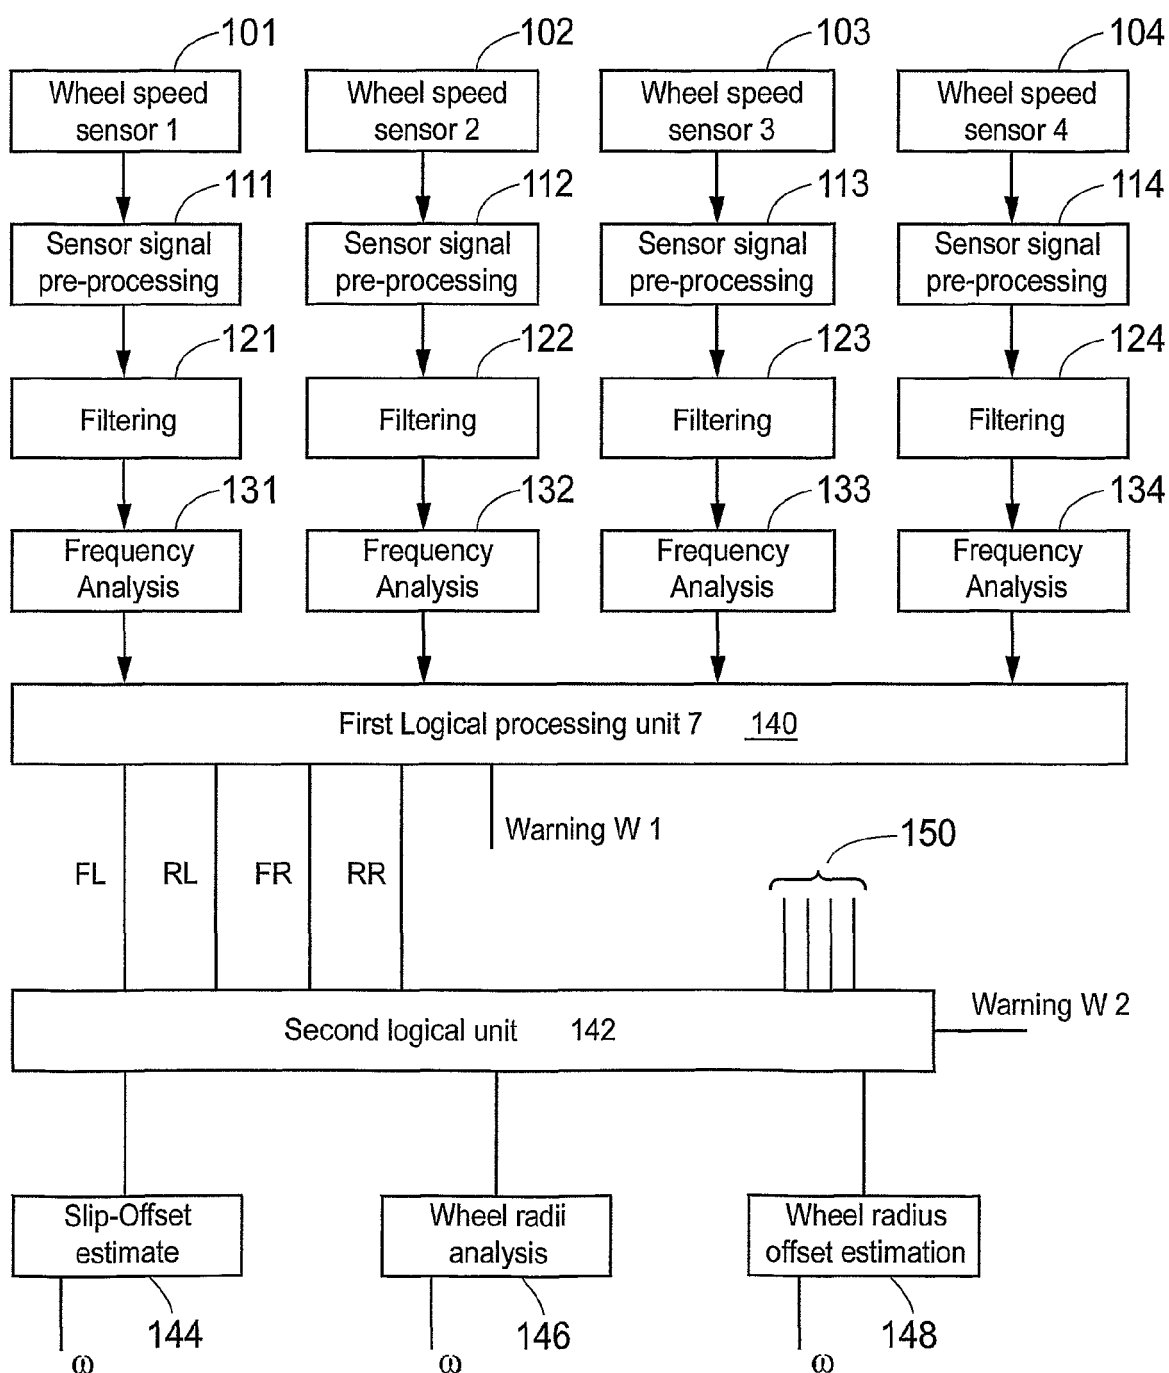 101 102 103 104
Wheel speed sensor 1
Wheel speed sensor 2
Wheel speed sensor 3
Wheel speed sensor 4
111 112 113 114
Sensor signal pre-processing
Sensor signal pre-processing
Sensor signal pre-processing
Sensor signal pre-processing
121 122 123 124
Filtering
Filtering
Filtering
Filtering
131 132 133 134
Frequency Analysis
Frequency Analysis
Frequency Analysis
Frequency Analysis
First Logical processing unit 7 140
Warning W 1
150
FL RL FR RR
Warning W 2
Second logical unit 142
Slip-Offset estimate
Wheel radii analysis
Wheel radius offset estimation
144 146 148
ω ω ω